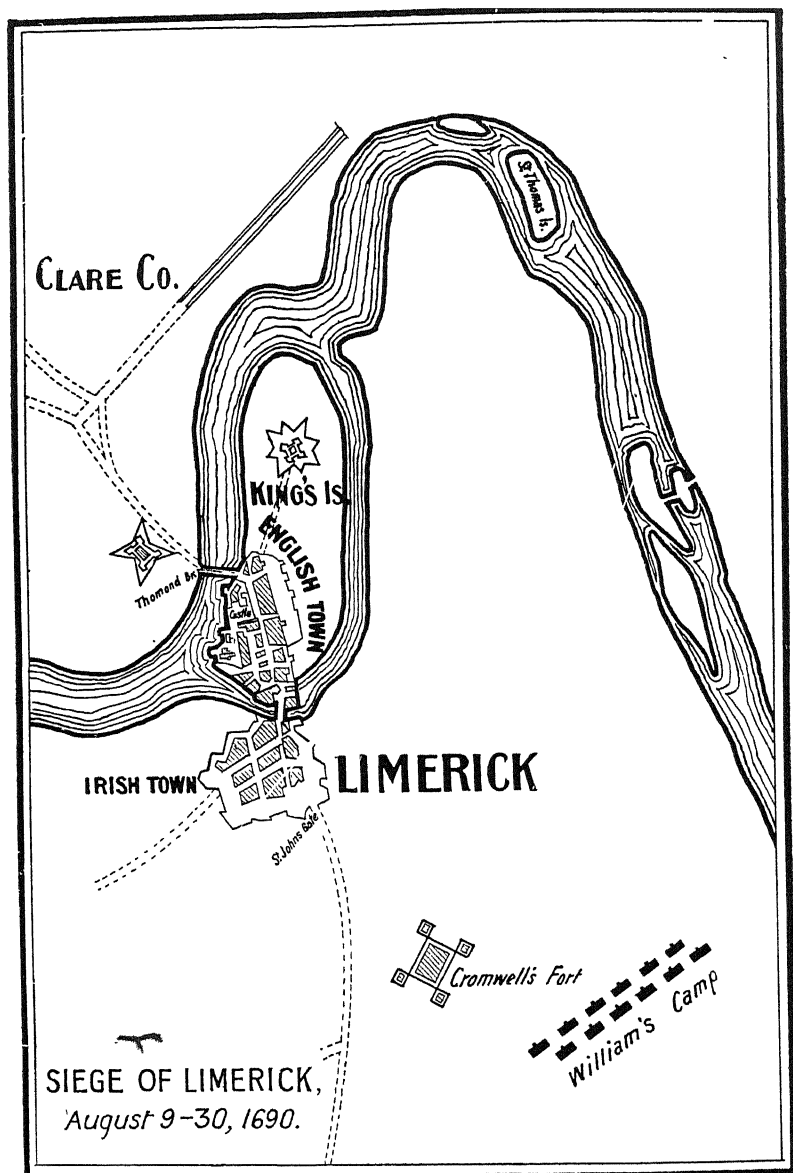 St Thomas Is.
CLARE CO.
KING'S IS.
ENGLISH TOWN
Thomond Br.
Castle
Ch.
IRISH TOWN
LIMERICK
St. Johns Gate
Cromwell's Fort
William's Camp
SIEGE OF LIMERICK,
August 9-30, 1690.